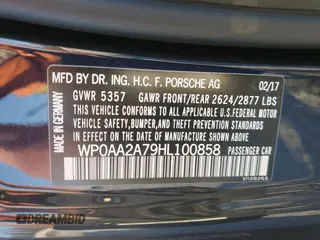 MFD BY DR. ING. H.C. F. PORSCHE AG 02/17
GVWR 5357 GAWR FRONT/REAR 2624/2877 LBS
THIS VEHICLE CONFORMS TO ALL APPLICABLE U.S. FEDERAL MOTOR
VEHICLE SAFETY, BUMPER, AND THEFT PREVENTION STANDARDS
IN EFFECT ON THE DATE OF MANUFACTURE SHOWN ABOVE.
WP0AA2A79HL100858 PASSENGER CAR
MADE IN GERMANY
DREAMBID